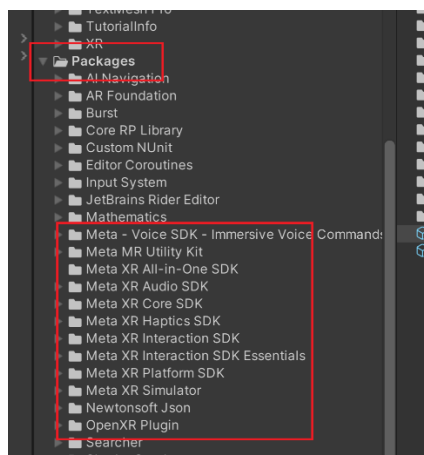 TextMesh Pro
TutorialInfo
XR
Packages
AI Navigation
AR Foundation
Burst
Core RP Library
Custom NUnit
Editor Coroutines
Input System
JetBrains Rider Editor
Mathematics
Meta - Voice SDK - Immersive Voice Commands
Meta MR Utility Kit
Meta XR All-in-One SDK
Meta XR Audio SDK
Meta XR Core SDK
Meta XR Haptics SDK
Meta XR Interaction SDK
Meta XR Interaction SDK Essentials
Meta XR Platform SDK
Meta XR Simulator
Newtonsoft Json
OpenXR Plugin
Searcher